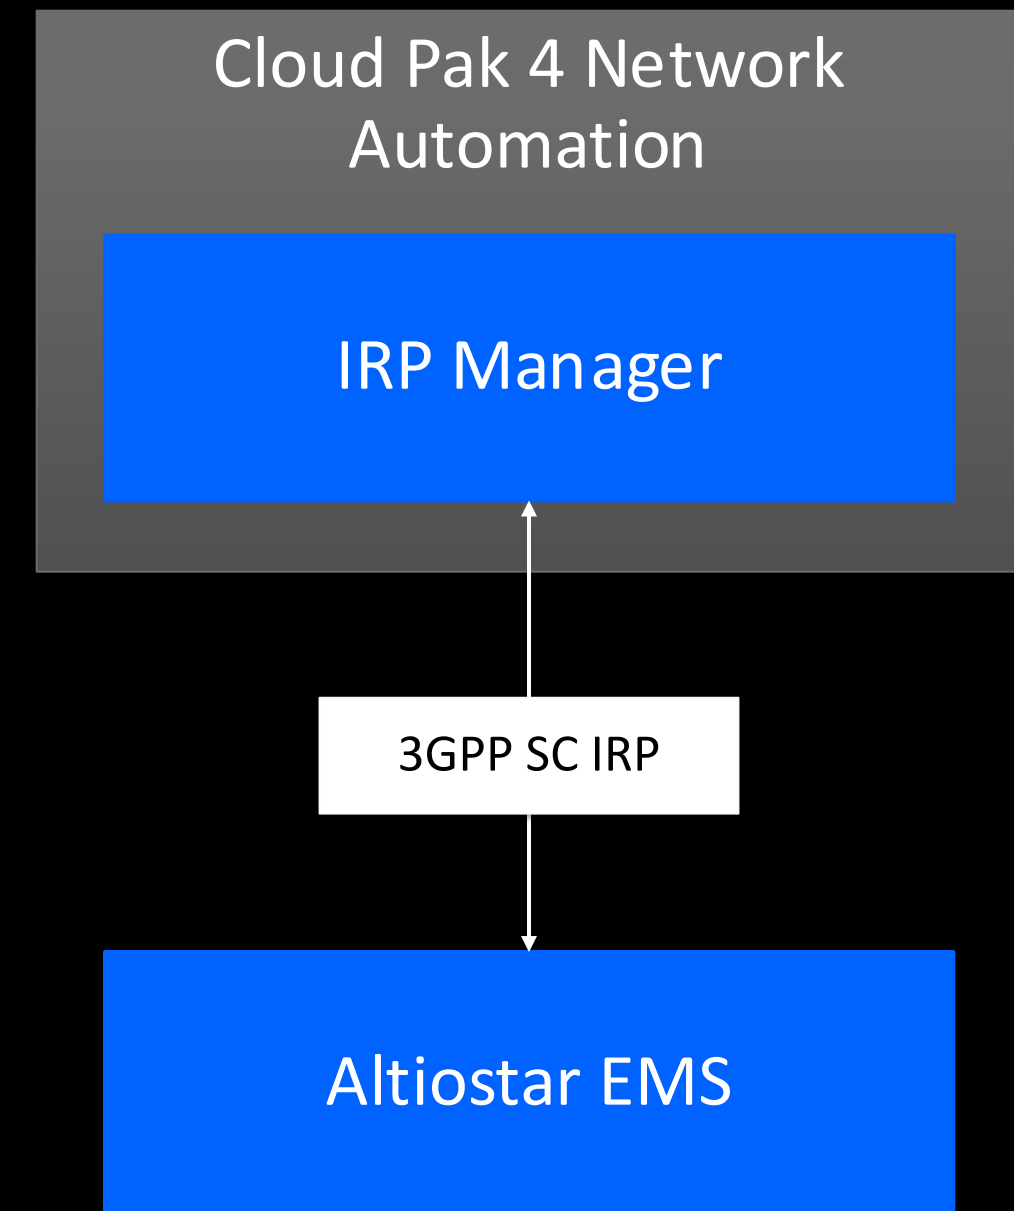 Cloud Pak 4 Network
Automation
IRP Manager
3GPP SC IRP
Altiostar EMS